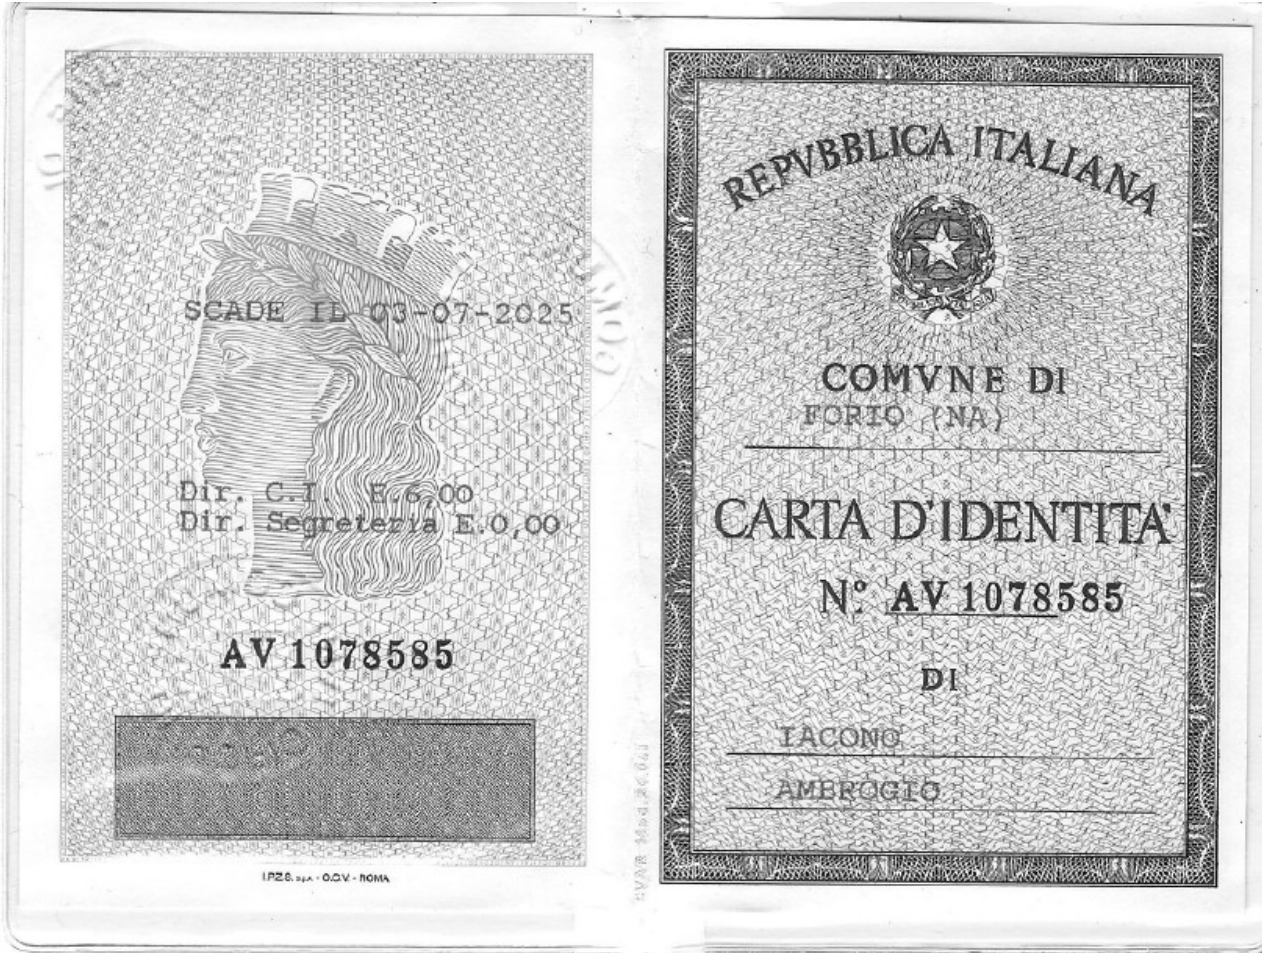 SCADE IL 03-07-2025
Dir. C.I. E.6,00
Dir. Segreteria E.0,00
AV 1078585
I.P.Z.S. S.p.A. - O.C.V. - ROMA
REPVBBLICA ITALIANA
COMVNE DI
FORIO (NA)
CARTA D'IDENTITA'
N° AV 1078585
DI
IACONO
AMBROGIO